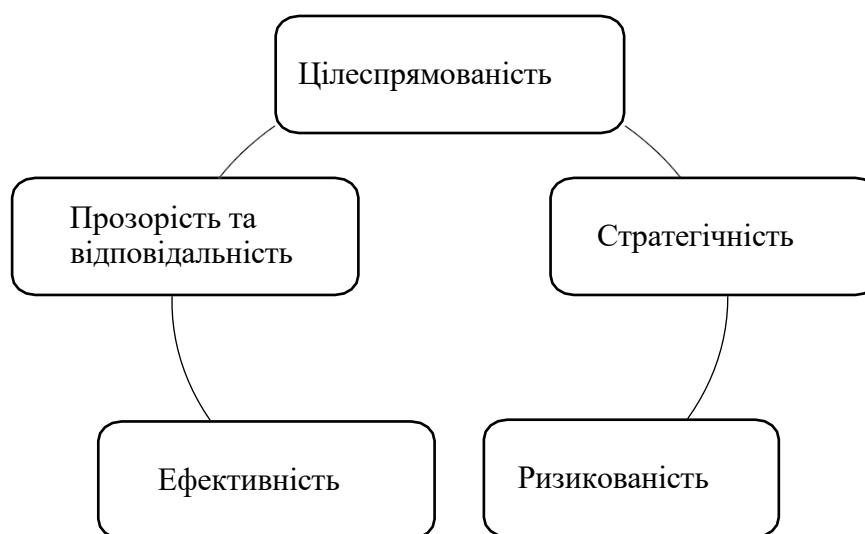 Цілеспрямованість
Прозорість та
відповідальність
Стратегічність
Ефективність
Ризикованість